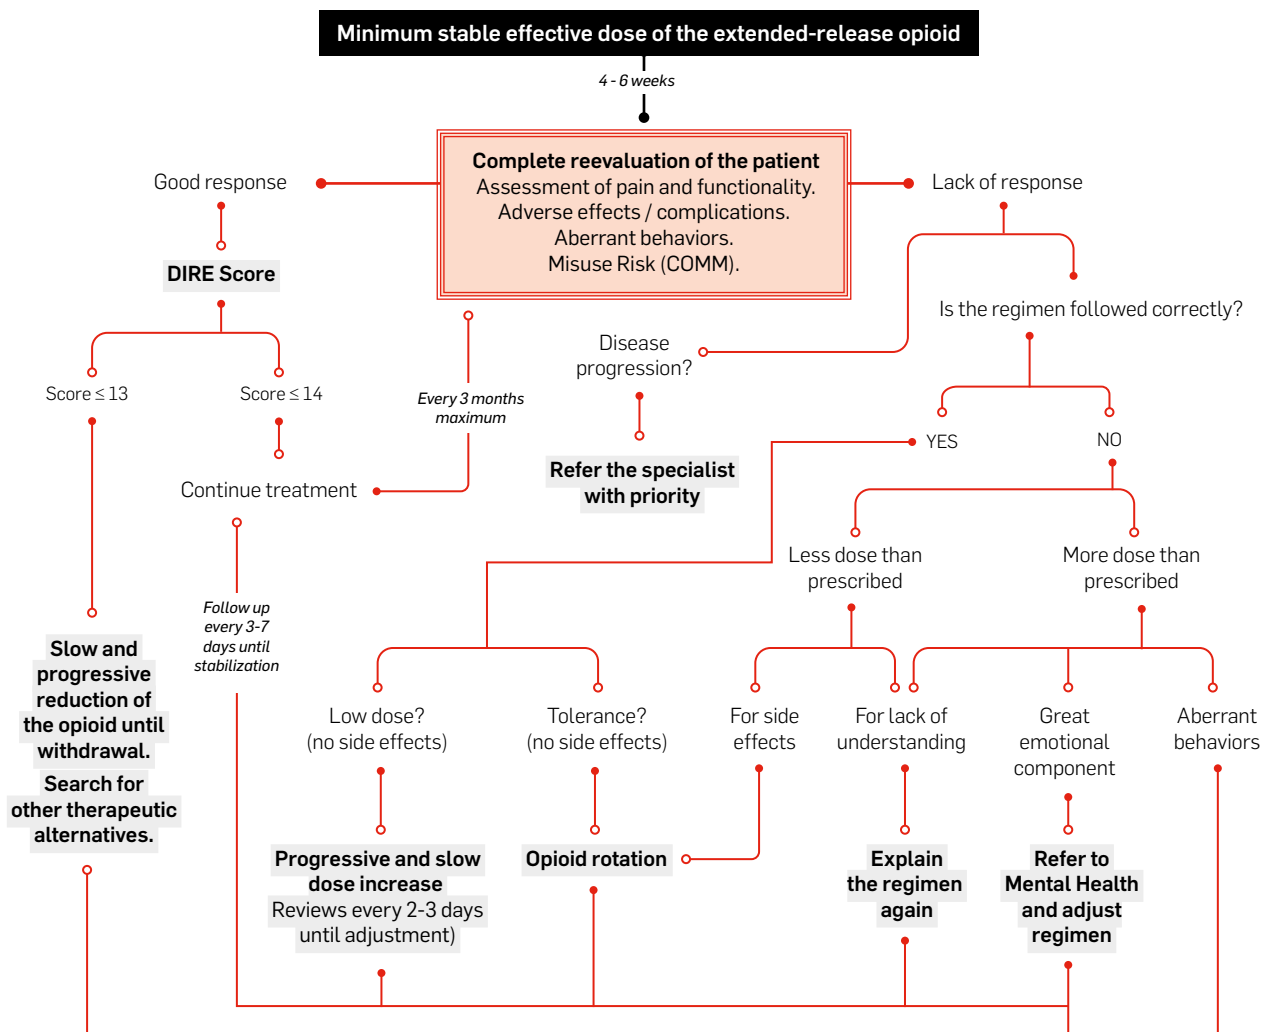 Minimum stable effective dose of the extended-release opioid
4 - 6 weeks
Complete reevaluation of the patient
Assessment of pain and functionality.
Adverse effects / complications.
Aberrant behaviors.
Misuse Risk (COMM).
Good response
Lack of response
DIRE Score
Is the regimen followed correctly?
Disease
progression?
Score ≤ 13
Score ≤ 14
Every 3 months
maximum
YES
NO
Refer the specialist
with priority
Continue treatment
Less dose than
prescribed
More dose than
prescribed
Follow up
every 3-7
days until
stabilization
Slow and
progressive
reduction of
the opioid until
withdrawal.
Search for
other therapeutic
alternatives.
Low dose?
(no side effects)
Tolerance?
(no side effects)
For side
effects
For lack of
understanding
Great
emotional
component
Aberrant
behaviors
Progressive and slow
dose increase
Reviews every 2-3 days
until adjustment)
Opioid rotation
Explain
the regimen
again
Refer to
Mental Health
and adjust
regimen